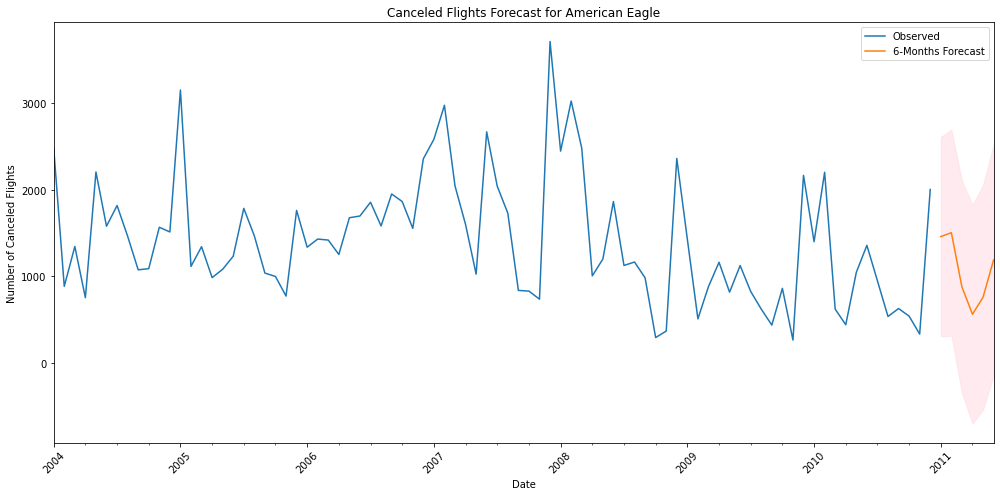 Canceled Flights Forecast for American Eagle
Observed
6-Months Forecast
Number of Canceled Flights
3000
2000
1000
0
2004
2005
2006
2007
2008
2009
2010
2011
Date